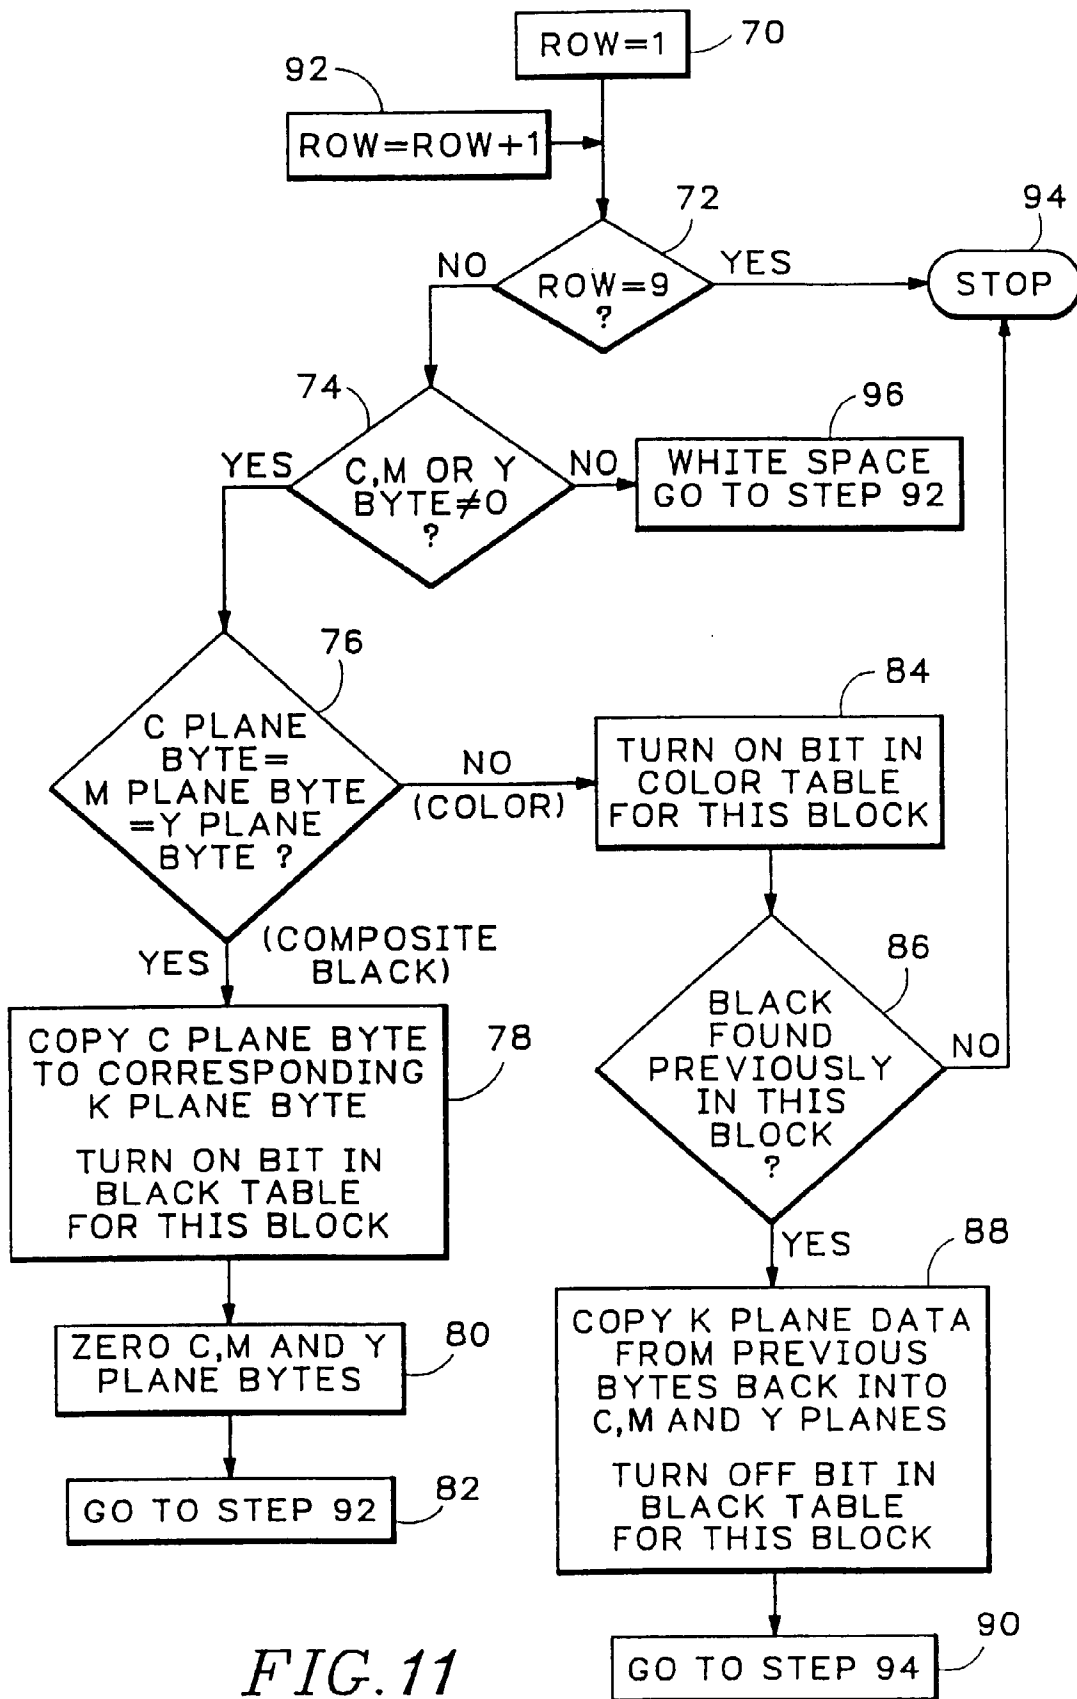 ROW=1
70
92
ROW=ROW+1
72
94
NO
ROW=9
?
YES
STOP
74
96
YES
C,M OR Y
BYTE≠0
?
NO
WHITE SPACE
GO TO STEP 92
76
C PLANE
BYTE=
M PLANE BYTE
=Y PLANE
BYTE ?
NO
(COLOR)
84
TURN ON BIT IN
COLOR TABLE
FOR THIS BLOCK
YES
(COMPOSITE
BLACK)
86
BLACK
FOUND
PREVIOUSLY
IN THIS
BLOCK
?
NO
COPY C PLANE BYTE
TO CORRESPONDING
K PLANE BYTE
TURN ON BIT IN
BLACK TABLE
FOR THIS BLOCK
78
YES
88
ZERO C,M AND Y
PLANE BYTES
80
COPY K PLANE DATA
FROM PREVIOUS
BYTES BACK INTO
C,M AND Y PLANES
TURN OFF BIT IN
BLACK TABLE
FOR THIS BLOCK
GO TO STEP 92
82
GO TO STEP 94
90
FIG.11